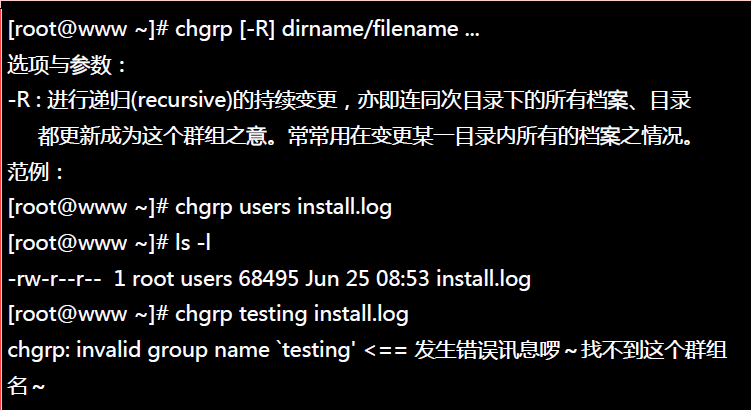 [root@www ~]# chgrp [-R] dirname/filename ...
选项与参数：
-R : 进行递归(recursive)的持续变更，亦即连同次目录下的所有档案、目录
都更新成为这个群组之意。常常用在变更某一目录内所有的档案之情况。
范例：
[root@www ~]# chgrp users install.log
[root@www ~]# ls -l
-rw-r--r--  1 root users 68495 Jun 25 08:53 install.log
[root@www ~]# chgrp testing install.log
chgrp: invalid group name `testing' <== 发生错误讯息啰～找不到这个群组
名～